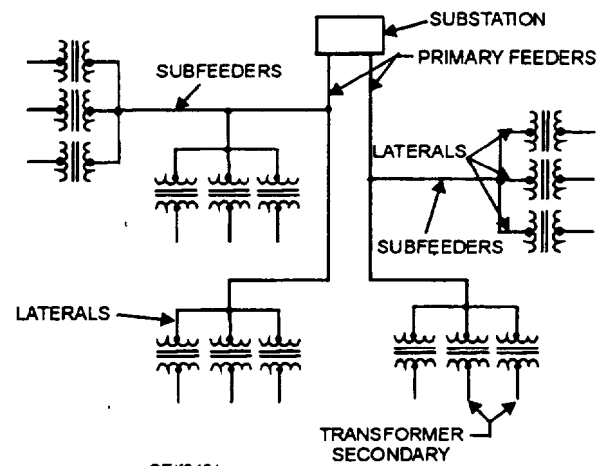 SUBSTATION
PRIMARY FEEDERS
SUBFEEDERS
LATERALS
SUBFEEDERS
LATERALS
TRANSFORMER
SECONDARY